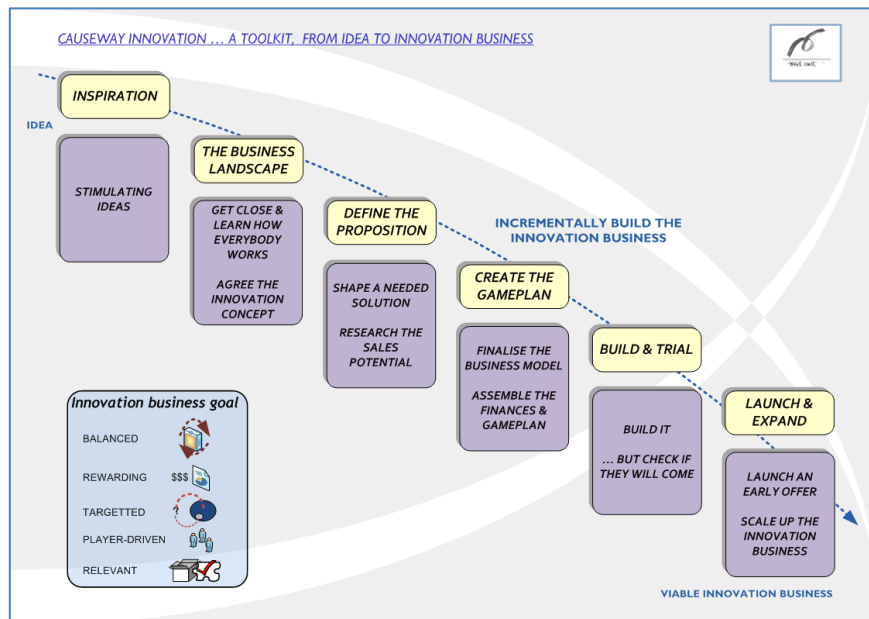 CAUSEWAY INNOVATION ... A TOOLKIT, FROM IDEA TO INNOVATION BUSINESS
INSPIRATION
IDEA
STIMULATING
IDEAS
THE BUSINESS
LANDSCAPE
GET CLOSE &
LEARN HOW
EVERYBODY
WORKS
AGREE THE
INNOVATION
CONCEPT
DEFINE THE
PROPOSITION
SHAPE A NEEDED
SOLUTION
RESEARCH THE
SALES
POTENTIAL
INCREMENTALLY BUILD THE
INNOVATION BUSINESS
CREATE THE
GAMEPLAN
FINALISE THE
BUSINESS MODEL
ASSEMBLE THE
FINANCES &
GAMEPLAN
BUILD & TRIAL
BUILD IT
... BUT CHECK IF
THEY WILL COME
LAUNCH &
EXPAND
LAUNCH AN
EARLY OFFER
SCALE UP THE
INNOVATION
BUSINESS
VIABLE INNOVATION BUSINESS
Innovation business goal
BALANCED
REWARDING $$$
TARGETTED ?
PLAYER-DRIVEN
RELEVANT